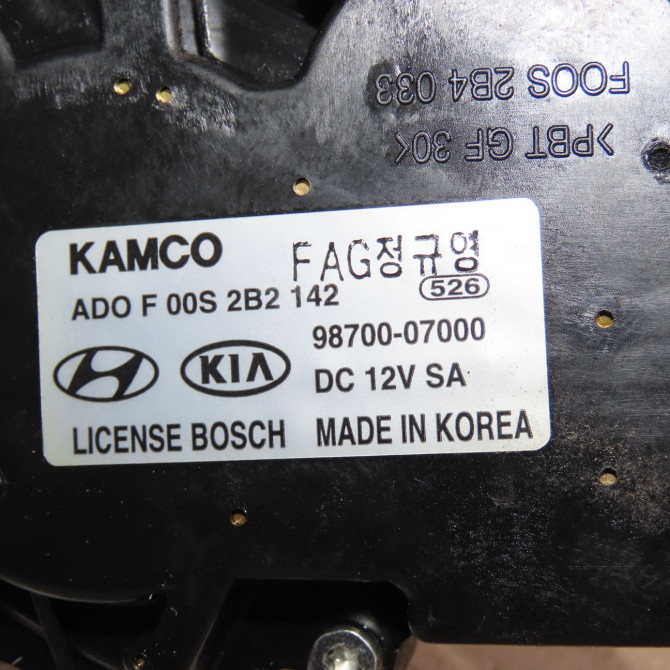 F00S 2B4 033
>PBT GF 30<
KAMCO FAG정규영
ADO F 00S 2B2 142 526
98700-07000
KIA DC 12V SA
LICENSE BOSCH MADE IN KOREA